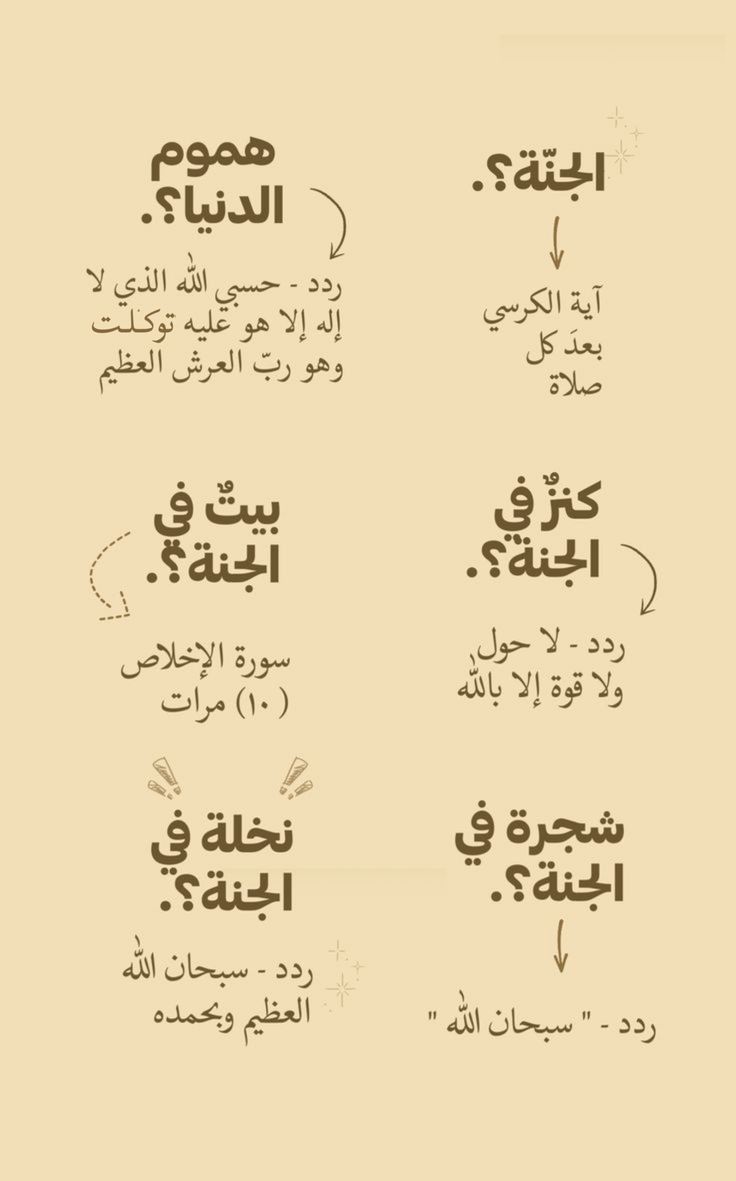 الجنّة؟.
آية الكرسي
بعدَ كل
صلاة
هموم
الدنيا؟.
ردد - حسبي الله الذي لا
إله إلا هو عليه توكلت
وهو ربّ العرش العظيم
كنزٌ في
الجنة؟.
ردد - لا حول
ولا قوة إلا بالله
بيتٌ في
الجنة؟.
سورة الإخلاص
(١٠) مرات
شجرة في
الجنة؟.
ردد - " سبحان الله "
نخلة في
الجنة؟.
ردد - سبحان الله
العظيم وبحمده